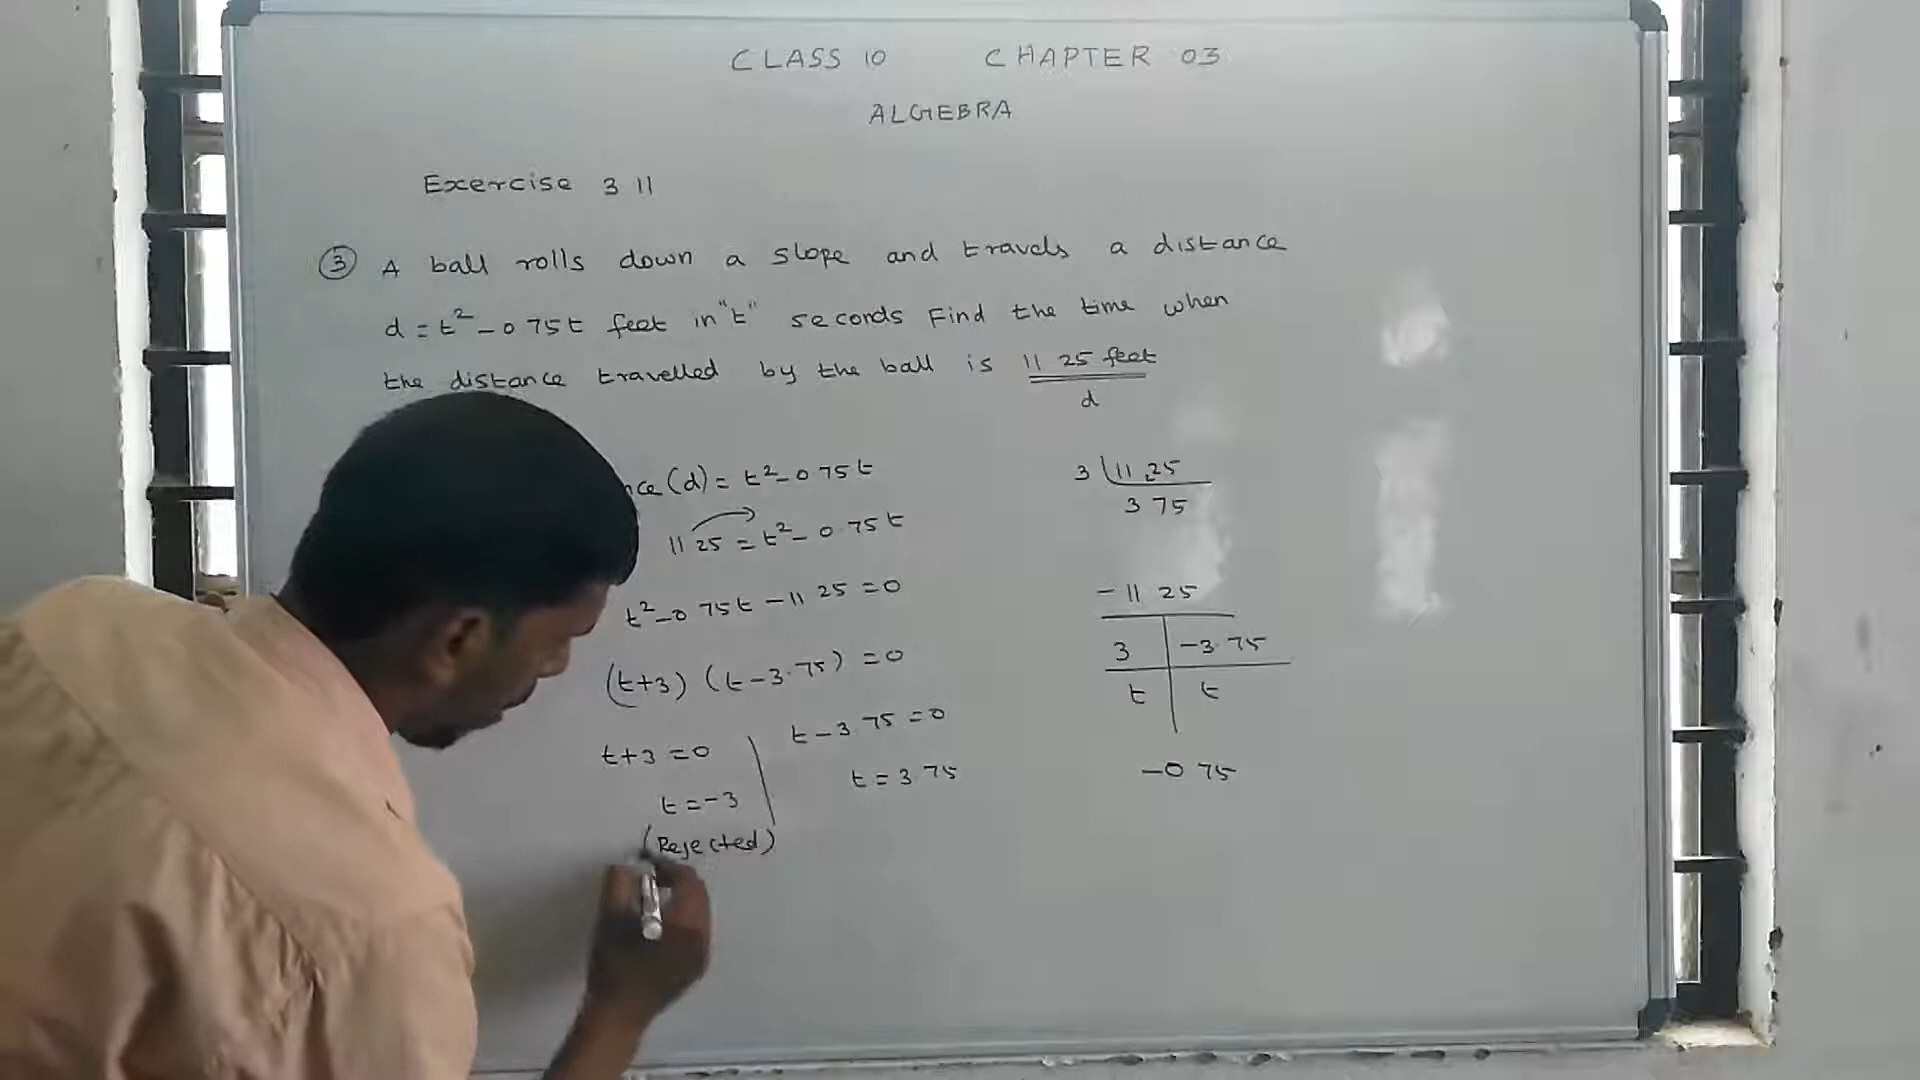 CLASS 10 CHAPTER 03
ALGEBRA
Exercise 3 11
③ A ball rolls down a slope and travels a distance
d = t² - 0 75t feet in "t" seconds Find the time when
the distance travelled by the ball is 11 25 feet
d
nce (d) = t² - 0 75t
11 25 = t² - 0.75t
t² - 0 75t - 11 25 = 0
(t+3) (t - 3.75) = 0
t+3 = 0
t = -3
(Rejected)
t - 3 75 = 0
t = 3 75
3 11.25
3 75
- 11 25
3 -3.75
t t
-0 75